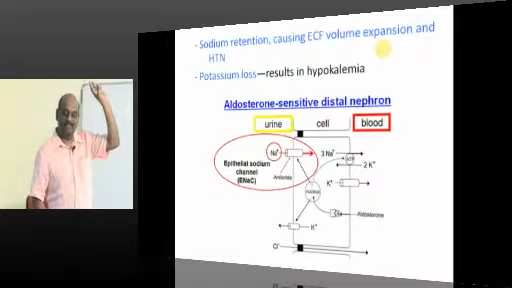 - Sodium retention, causing ECF volume expansion and
HTN
- Potassium loss—results in hypokalemia
Aldosterone-sensitive distal nephron
urine cell blood
Na⁺ 3 Na⁺
2 K⁺
Epithelial sodium
channel
(ENaC)
Amiloride
K⁺
Aldosterone
K⁺
Cl⁻